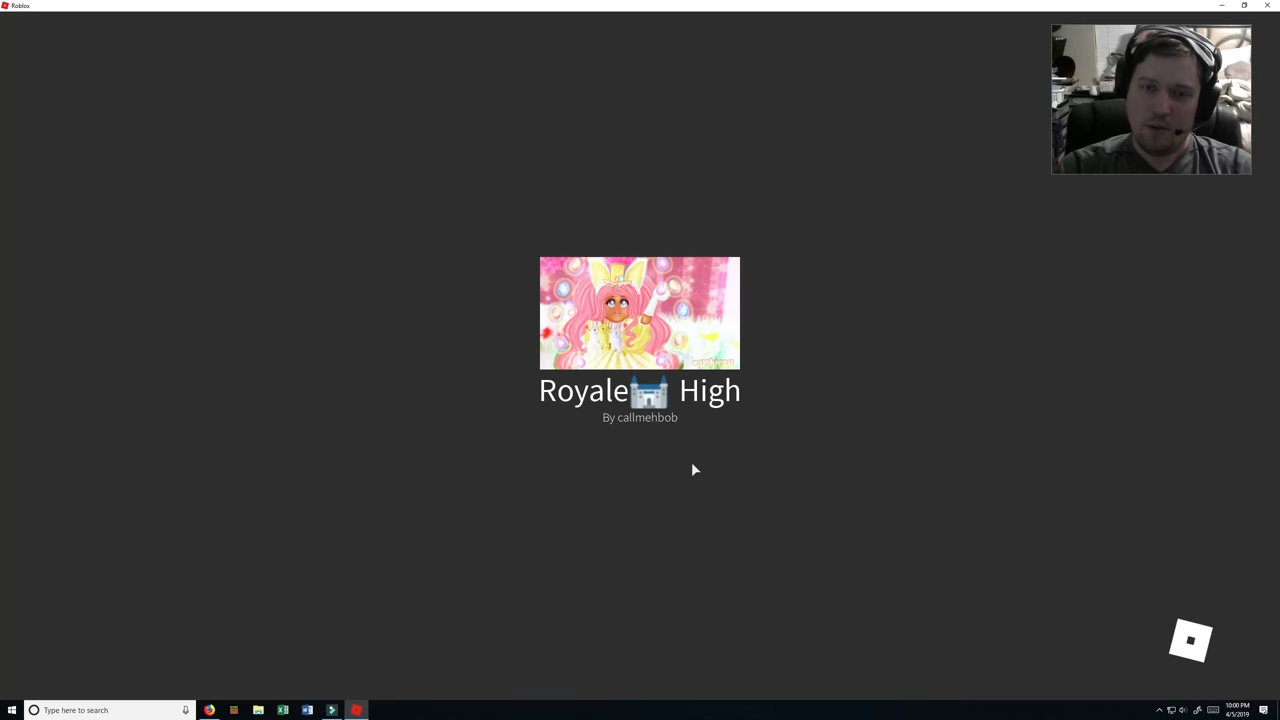 Roblox
Royale🏰 High
By callmehbob
Type here to search
10:00 PM
4/5/2019